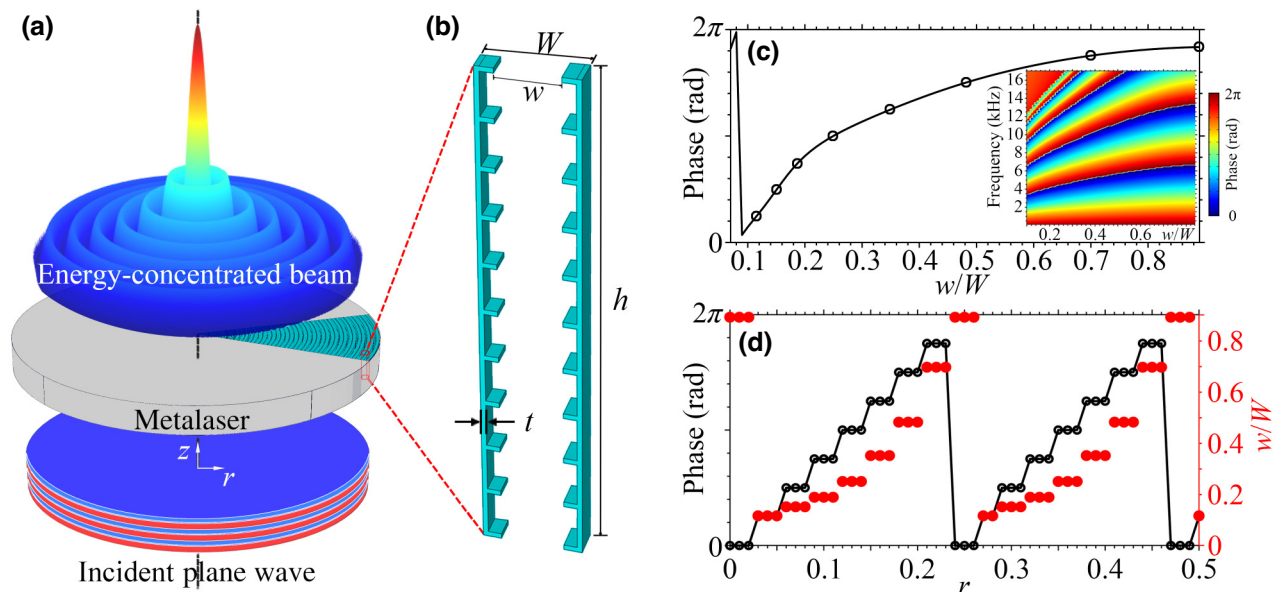 (a)
Energy-concentrated beam
Metalaser
z
r
Incident plane wave
(b)
W
w
h
t
(c)
2π
Phase (rad)
0
0.1 0.2 0.3 0.4 0.5 0.6 0.7 0.8
w/W
16
14
12
10
8
6
4
2
Frequency (kHz)
0.2 0.4 0.6 w/W
2π
Phase (rad)
0
(d)
2π
Phase (rad)
0
0 0.1 0.2 0.3 0.4 0.5
r
0.8
0.6
0.4
0.2
0
w/W